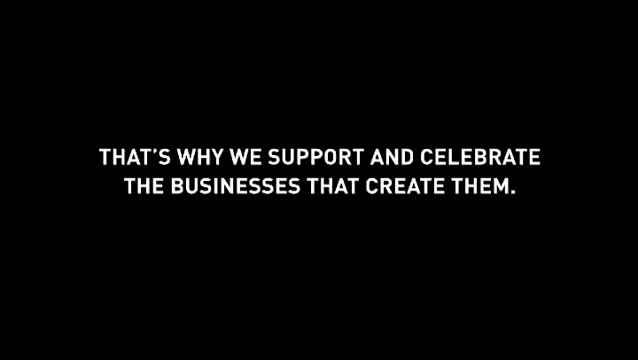 THAT'S WHY WE SUPPORT AND CELEBRATE
THE BUSINESSES THAT CREATE THEM.